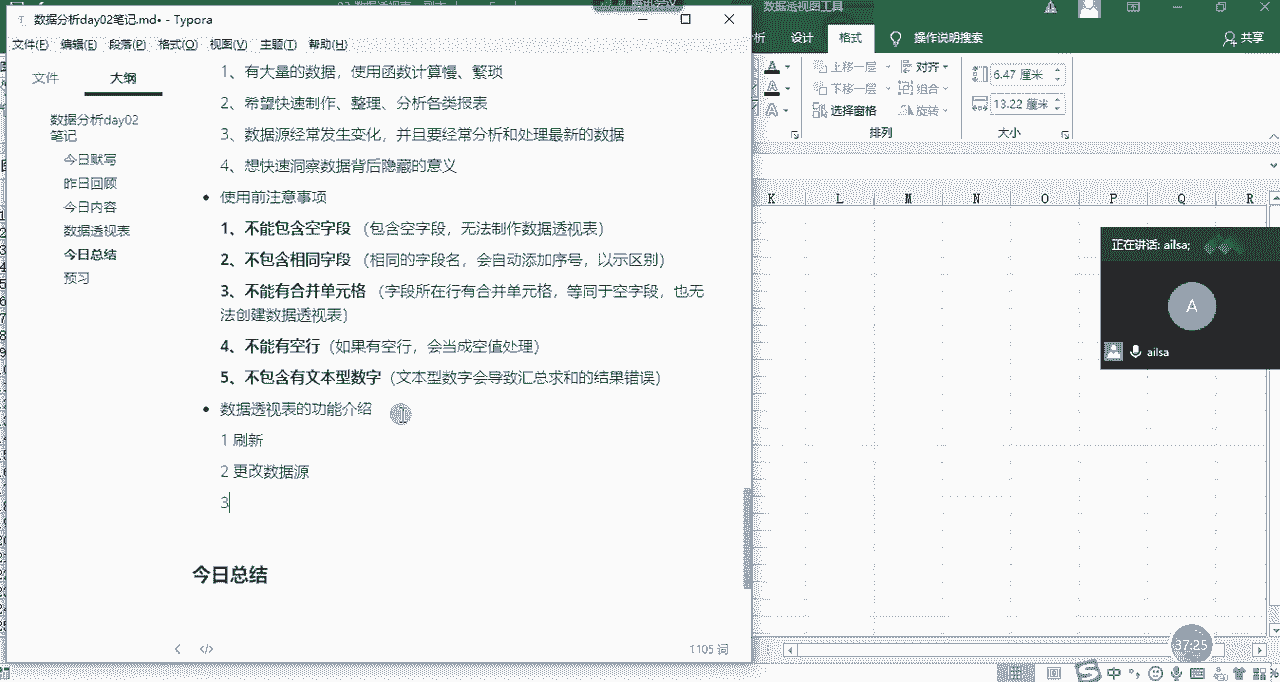 数据分析day02笔记.md• - Typora
文件(F) 编辑(E) 段落(P) 格式(O) 视图(V) 主题(T) 帮助(H)
文件 大纲
数据分析day02
笔记
今日默写
昨日回顾
今日内容
数据透视表
今日总结
预习
1、有大量的数据，使用函数计算慢、繁琐
2、希望快速制作、整理、分析各类报表
3、数据源经常发生变化，并且要经常分析和处理最新的数据
4、想快速洞察数据背后隐藏的意义
使用前注意事项
1、不能包含空字段 （包含空字段，无法制作数据透视表）
2、不包含相同字段 （相同的字段名，会自动添加序号，以示区别）
3、不能有合并单元格 （字段所在行有合并单元格，等同于空字段，也无
法创建数据透视表）
4、不能有空行（如果有空行，会当成空值处理）
5、不包含有文本型数字（文本型数字会导致汇总求和的结果错误）
数据透视表的功能介绍
1 刷新
2 更改数据源
3
今日总结
1105 词
数据透视图工具
析 设计 格式 操作说明搜索 共享
上移一层 对齐 6.47 厘米
下移一层 组合 13.22 厘米
选择窗格 旋转
排列 大小
K L M N O P Q R
正在讲话: ailsa;
A
ailsa
37:25
中